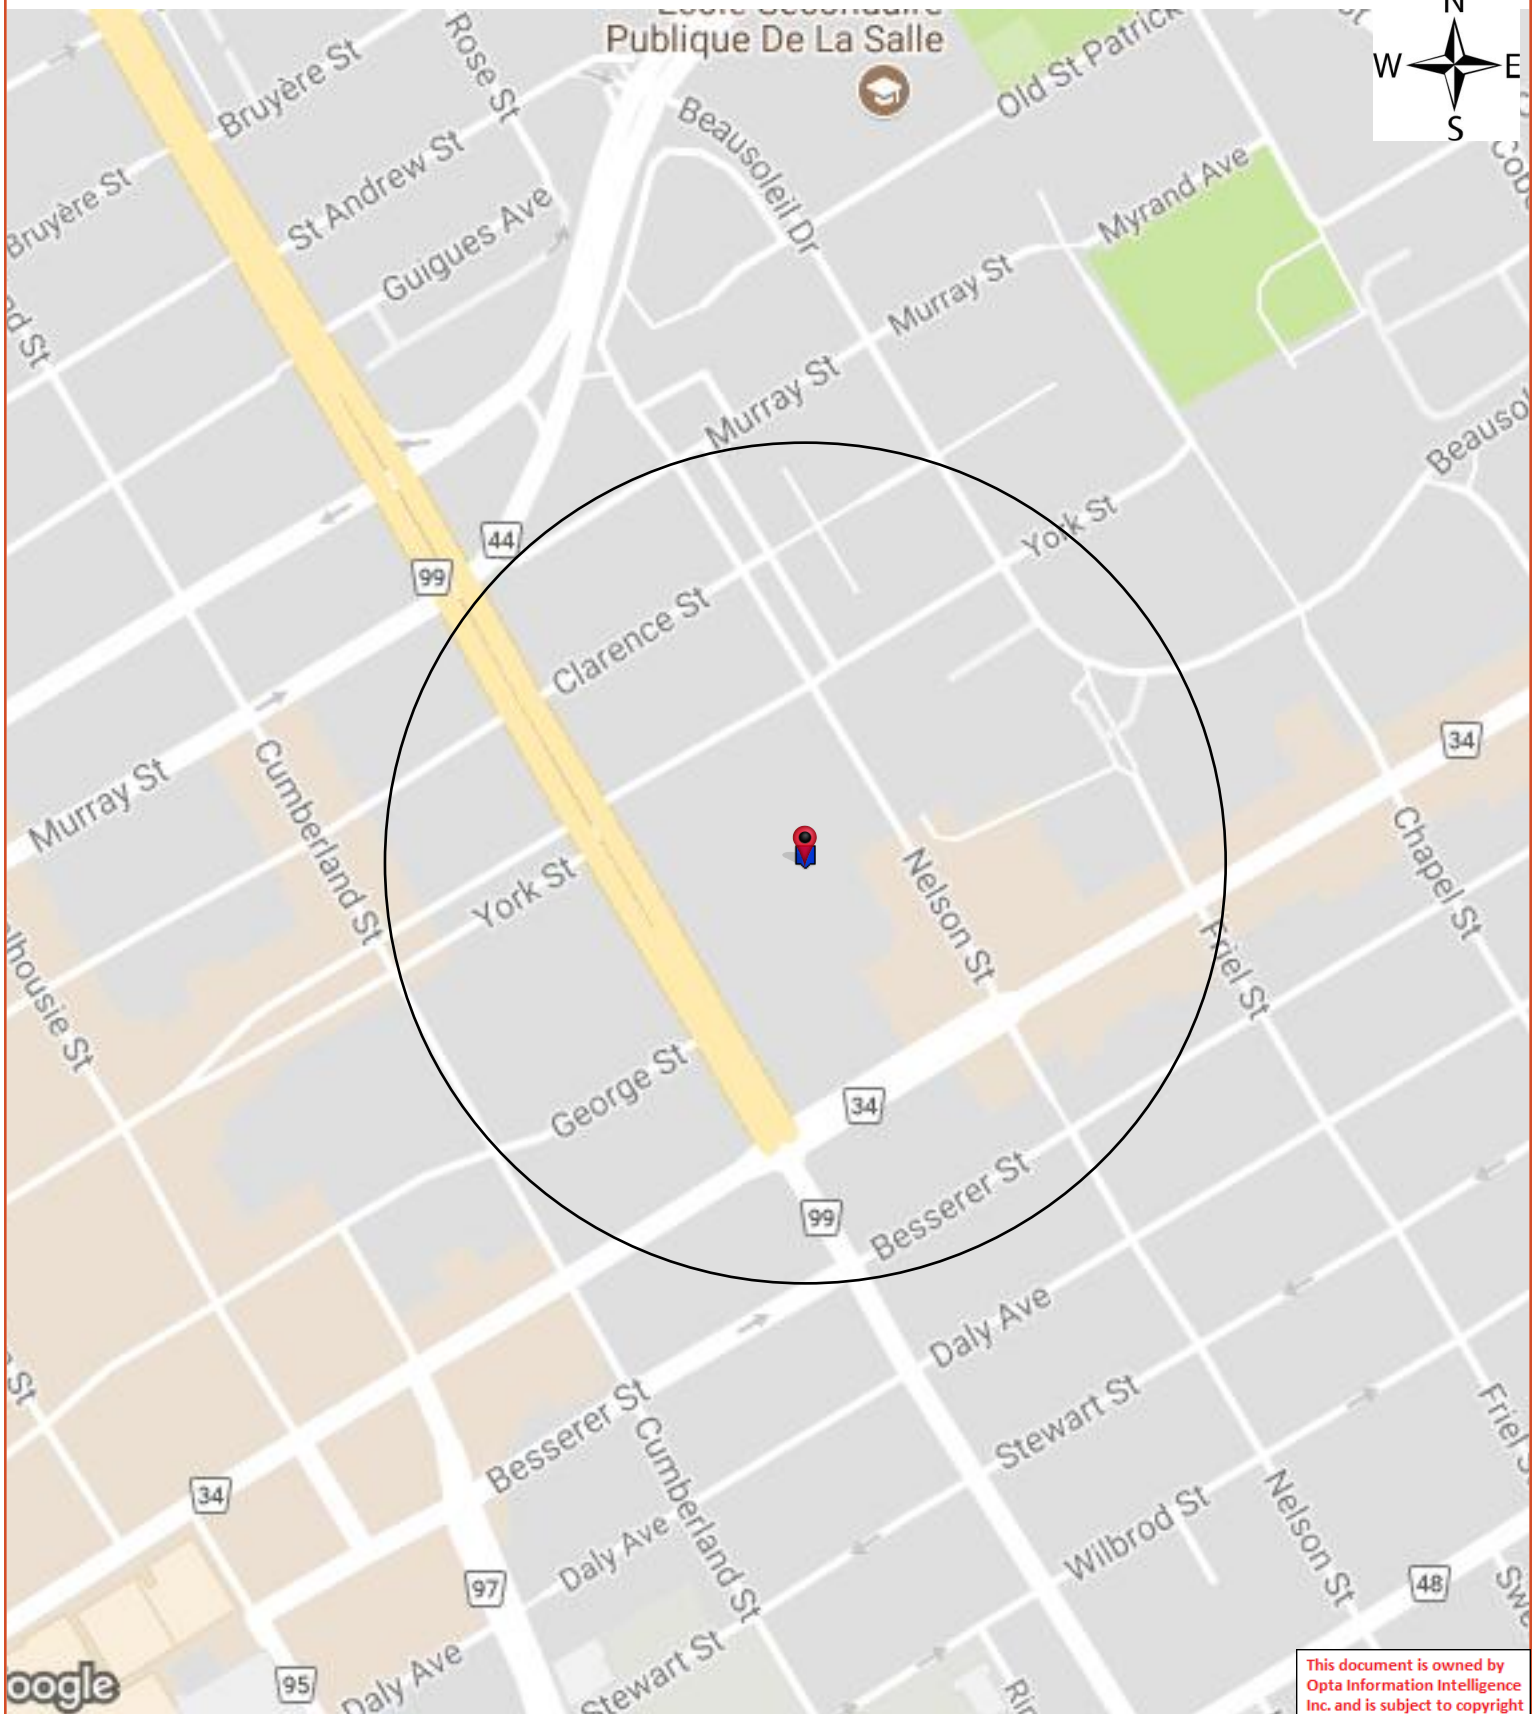 N
W
E
S
Publique De La Salle
Rose St
Bruyère St
Old St Patrick
Beausoleil Dr
St Andrew St
Myrand Ave
Bruyère St
Guigues Ave
Murray St
Murray St
44
York St
99
Clarence St
34
Murray St
Cumberland St
York St
Nelson St
Chapel St
Friel St
George St
34
99
Besserer St
Daly Ave
Besserer St
Stewart St
Cumberland St
34
Wilbrod St
Nelson St
Daly Ave
97
48
Stewart St
Daly Ave
95
This document is owned by
Opta Information Intelligence
Inc. and is subject to copyright